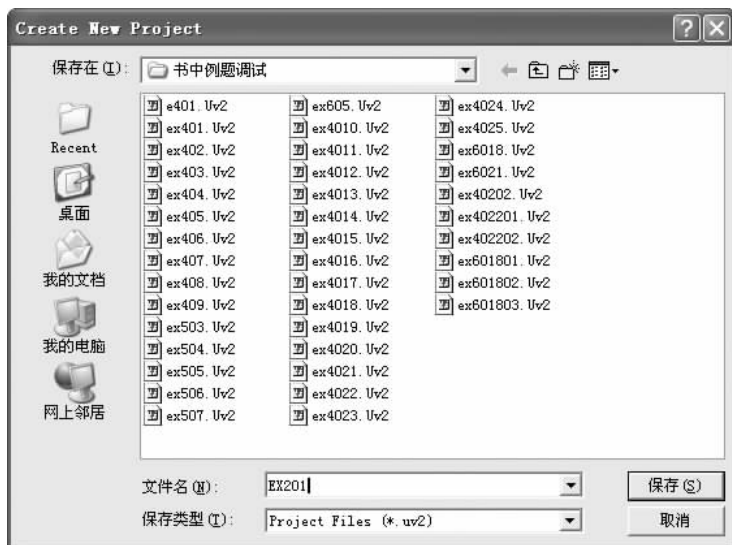 Create New Project
保存在(I):
书中例题调试
Recent
桌面
我的文档
我的电脑
网上邻居
e401.Uv2
ex401.Uv2
ex402.Uv2
ex403.Uv2
ex404.Uv2
ex405.Uv2
ex406.Uv2
ex407.Uv2
ex408.Uv2
ex409.Uv2
ex503.Uv2
ex504.Uv2
ex505.Uv2
ex506.Uv2
ex507.Uv2
ex605.Uv2
ex4010.Uv2
ex4011.Uv2
ex4012.Uv2
ex4013.Uv2
ex4014.Uv2
ex4015.Uv2
ex4016.Uv2
ex4017.Uv2
ex4018.Uv2
ex4019.Uv2
ex4020.Uv2
ex4021.Uv2
ex4022.Uv2
ex4023.Uv2
ex4024.Uv2
ex4025.Uv2
ex6018.Uv2
ex6021.Uv2
ex40202.Uv2
ex402201.Uv2
ex402202.Uv2
ex601801.Uv2
ex601802.Uv2
ex601803.Uv2
文件名(N):
EX201
保存(S)
保存类型(T):
Project Files (*.uv2)
取消